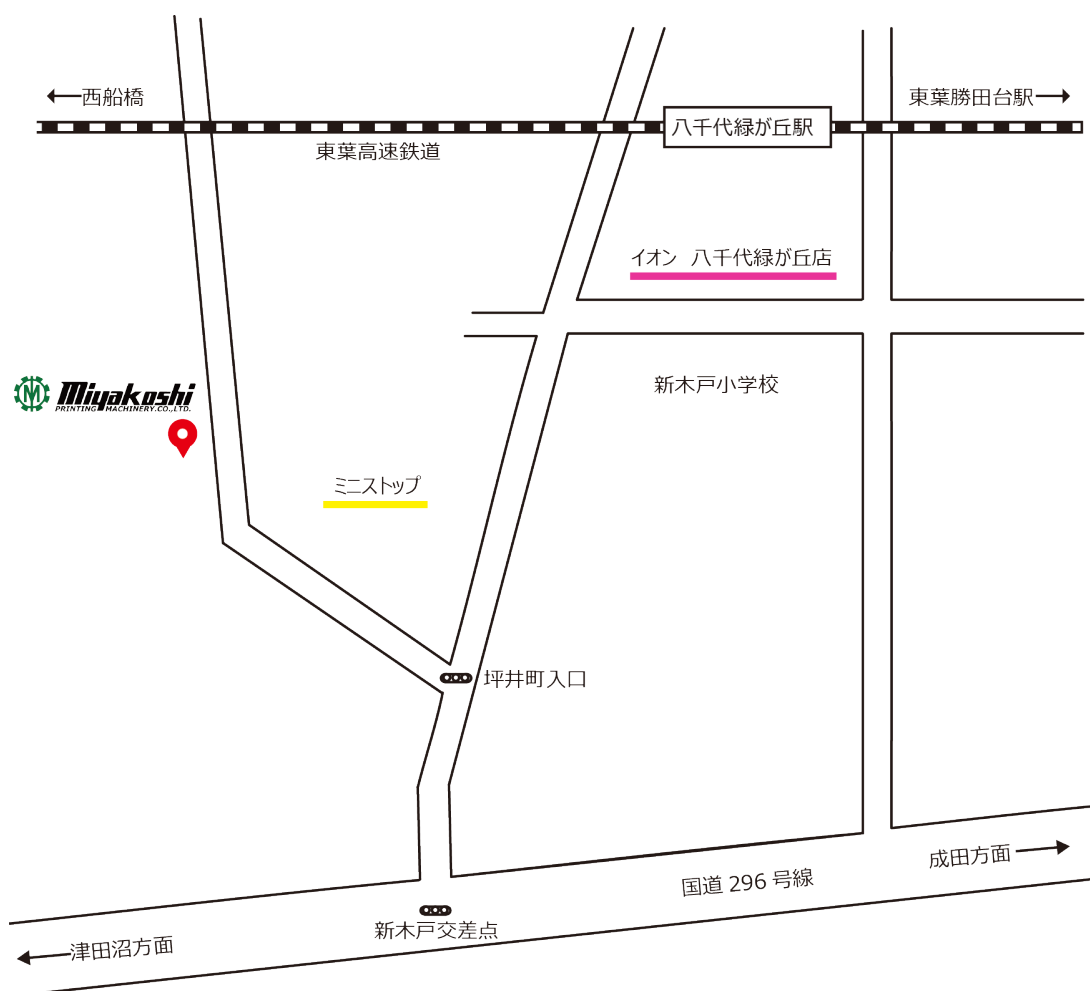 西船橋
東葉勝田台駅
八千代緑が丘駅
東葉高速鉄道
イオン 八千代緑が丘店
新木戸小学校
Miyakoshi
PRINTING MACHINERY.CO.,LTD.
ミニストップ
坪井町入口
成田方面
国道 296 号線
新木戸交差点
津田沼方面